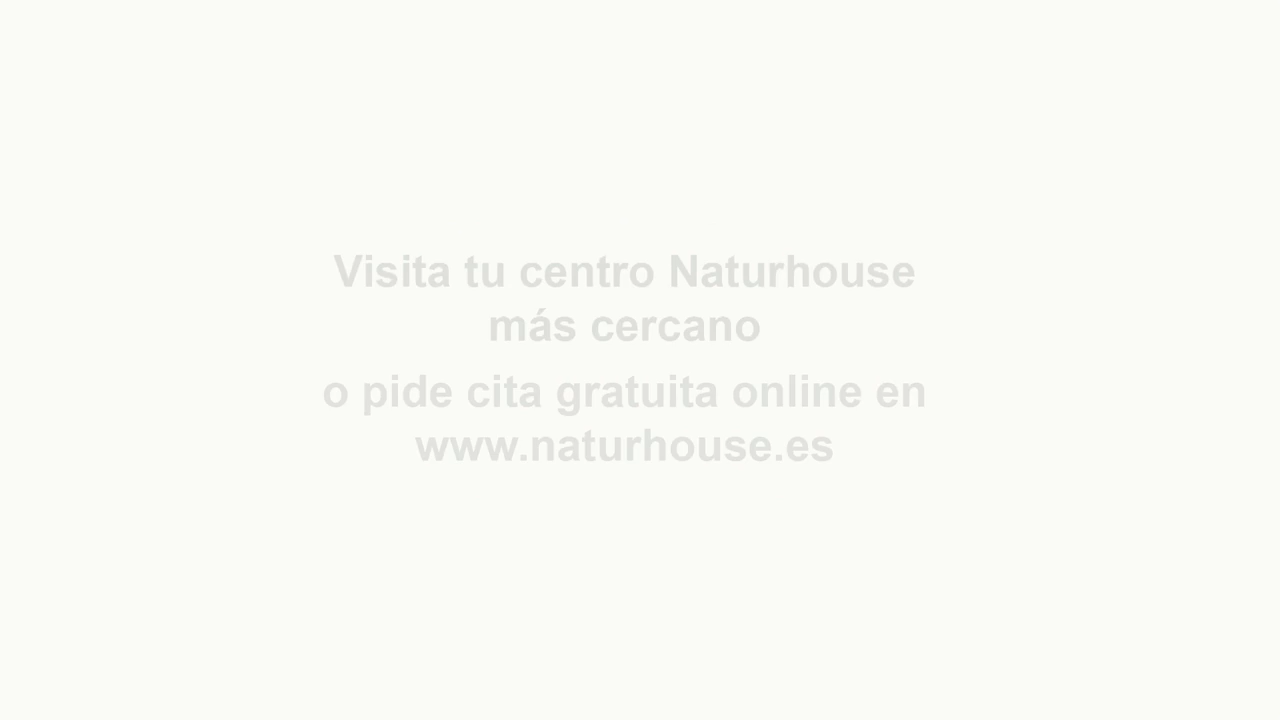 Visita tu centro Naturhouse
más cercano
o pide cita gratuita online en
www.naturhouse.es